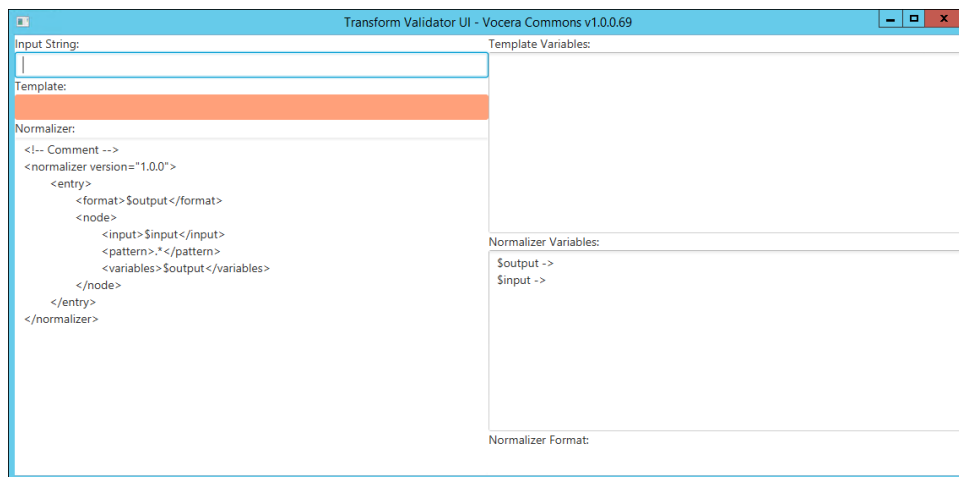 Transform Validator UI - Vocera Commons v1.0.0.69
Input String:
Template:
Normalizer:
<!-- Comment -->
<normalizer version="1.0.0">
<entry>
<format>$output</format>
<node>
<input>$input</input>
<pattern>.*</pattern>
<variables>$output</variables>
</node>
</entry>
</normalizer>
Template Variables:
Normalizer Variables:
$output ->
$input ->
Normalizer Format: